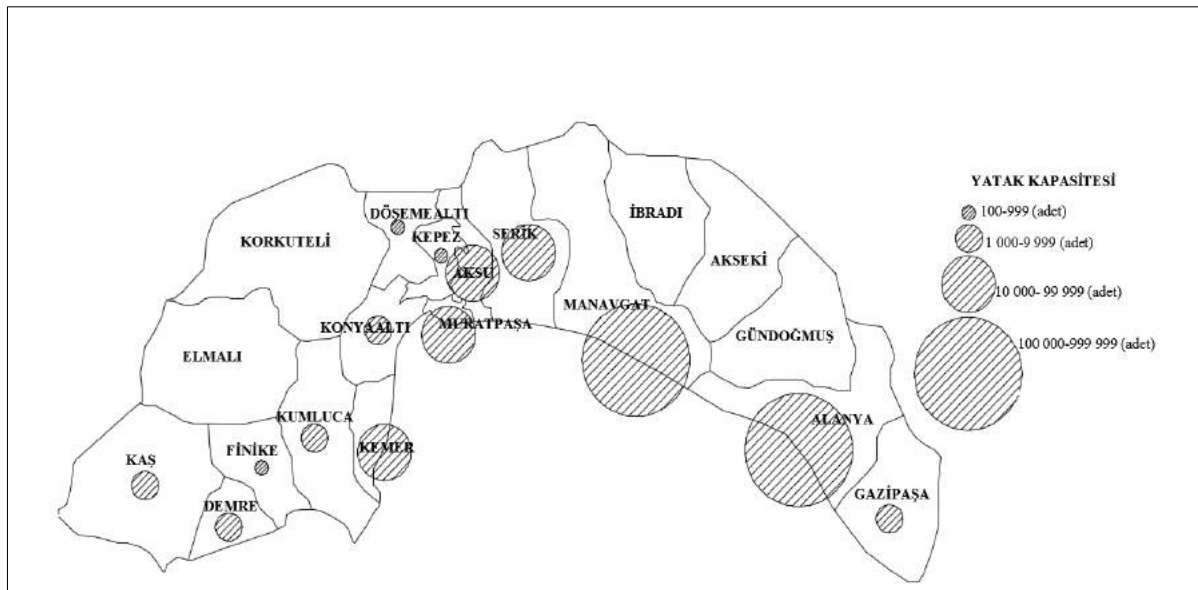 YATAK KAPASİTESİ
100-999 (adet)
1 000-9 999 (adet)
10 000- 99 999 (adet)
100 000-999 999 (adet)
DÖŞEMEALTI
KEPEZ
SERİK
İBRADI
KORKUTELİ
AKSEKİ
AKSU
MANAVGAT
KONYAALTI
MURATPAŞA
GÜNDOĞMUŞ
ELMALI
KUMLUCA
ALANYA
FİNİKE
KEMER
KAŞ
GAZİPAŞA
DEMRE